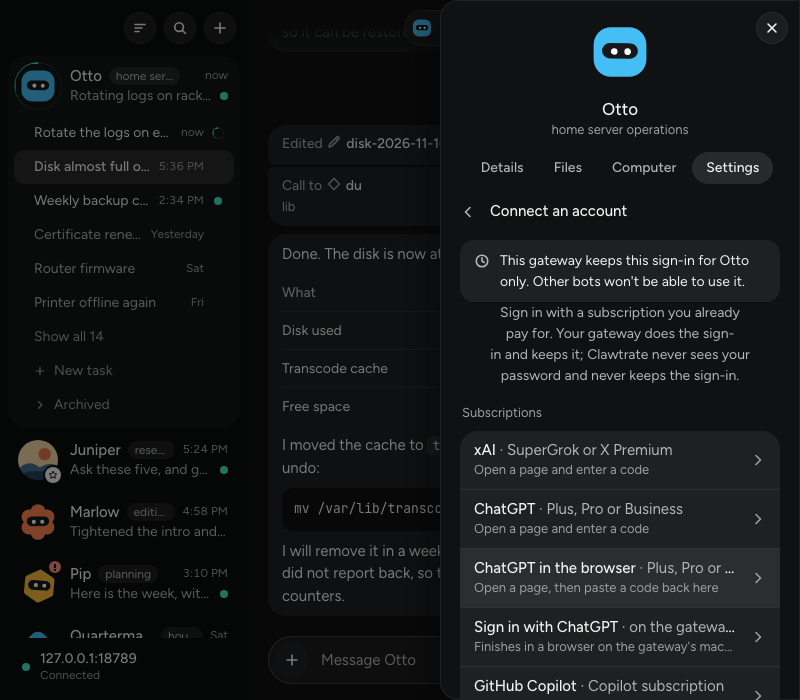 Otto home ser... now
Rotating logs on rack...
Rotate the logs on e... now
Disk almost full o... 5:36 PM
Weekly backup c... 2:34 PM
Certificate rene... Yesterday
Router firmware Sat
Printer offline again Fri
Show all 14
+ New task
> Archived
Juniper rese... 5:24 PM
Ask these five, and g...
Marlow editi... 4:58 PM
Tightened the intro and...
Pip planning 3:10 PM
Here is the week, wit...
Quarterma hou Sat
127.0.0.1:18789
Connected
so it can be restor
Edited disk-2026-11-1
Call to du
lib
Done. The disk is now at
What
Disk used
Transcode cache
Free space
I moved the cache to
undo:
mv /var/lib/transco
I will remove it in a week
did not report back, so t
counters.
Message Otto
Otto
home server operations
Details Files Computer Settings
Connect an account
This gateway keeps this sign-in for Otto
only. Other bots won't be able to use it.
Sign in with a subscription you already
pay for. Your gateway does the sign-
in and keeps it; Clawtrate never sees your
password and never keeps the sign-in.
Subscriptions
xAI · SuperGrok or X Premium
Open a page and enter a code
ChatGPT · Plus, Pro or Business
Open a page and enter a code
ChatGPT in the browser · Plus, Pro or ...
Open a page, then paste a code back here
Sign in with ChatGPT · on the gatewa...
Finishes in a browser on the gateway's mac...
GitHub Copilot · Copilot subscription